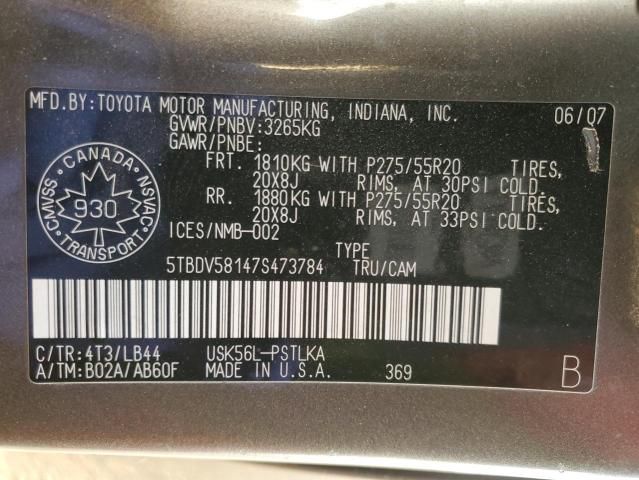 MFD.BY:TOYOTA MOTOR MANUFACTURING, INDIANA, INC. 06/07
GVWR/PNBV:3265KG
GAWR/PNBE:
FRT. 1810KG WITH P275/55R20 TIRES,
20X8J RIMS, AT 30PSI COLD.
RR. 1880KG WITH P275/55R20 TIRES,
20X8J RIMS, AT 33PSI COLD.
CANADA
CMVSS 930 NSVAC
TRANSPORT
ICES/NMB-002
TYPE
5TBDV58147S473784 TRU/CAM
C/TR:4T3/LB44 USK56L-PSTLKA
A/TM:B02A/AB60F MADE IN U.S.A. 369 B